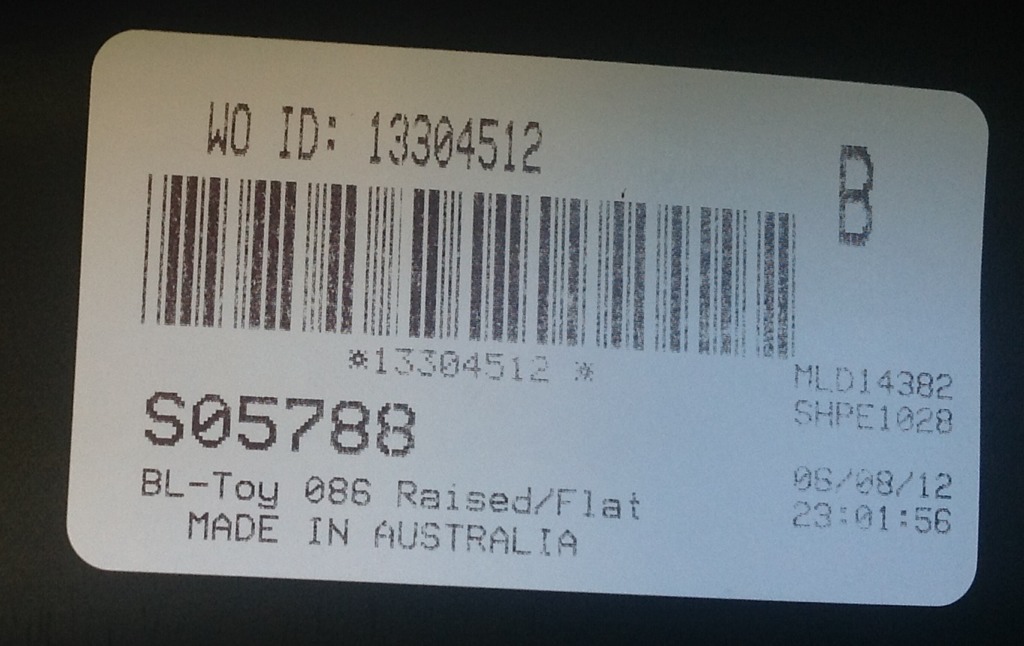 WO ID: 13304512
B
*13304512 *
MLD14382
SHPE1028
S05788
BL-Toy 086 Raised/Flat
MADE IN AUSTRALIA
06/08/12
23:01:56